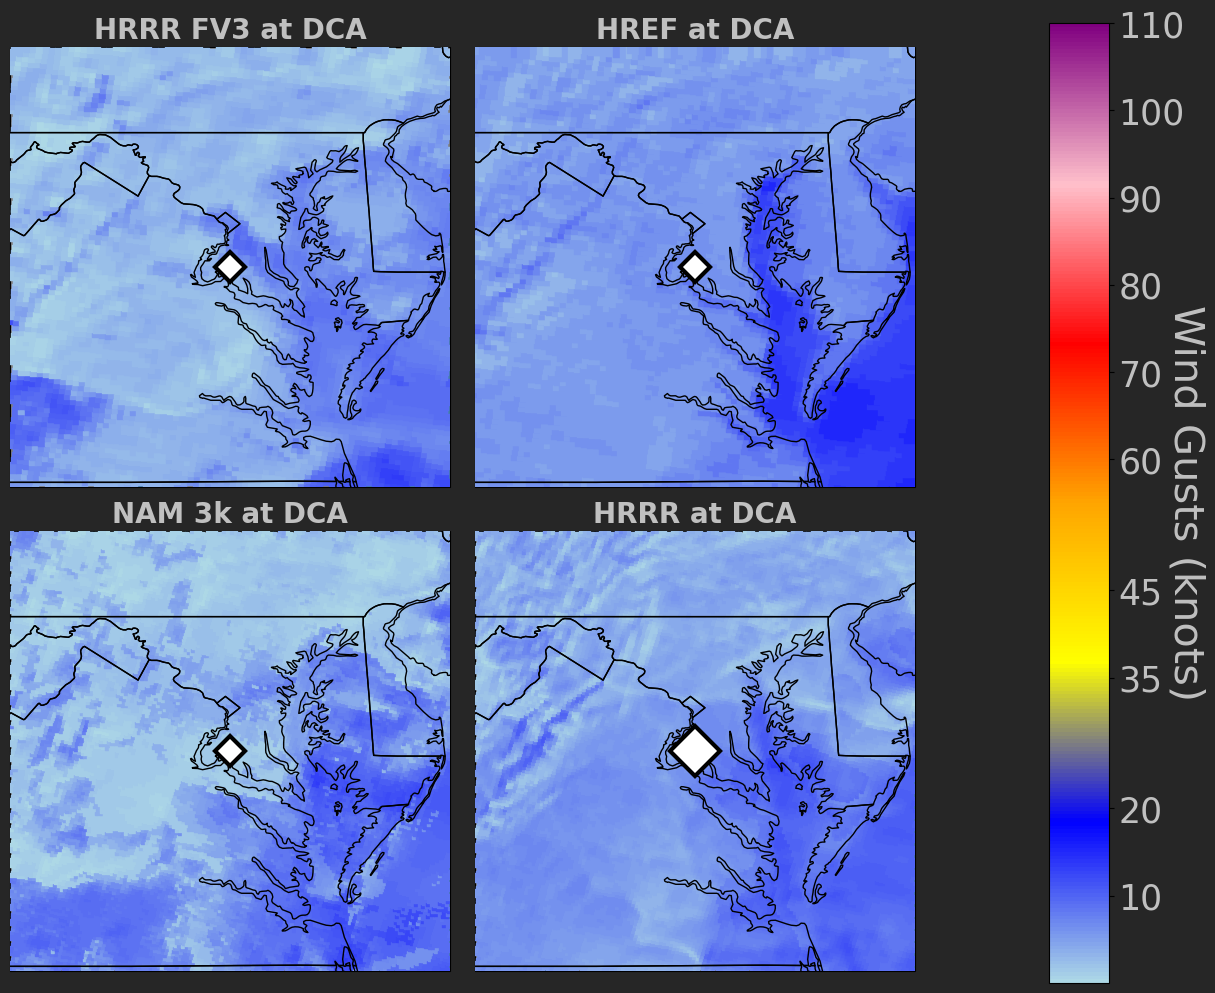 HRRR FV3 at DCA
HREF at DCA
NAM 3k at DCA
HRRR at DCA
110
100
90
80
70
60
45
35
20
10
Wind Gusts (knots)